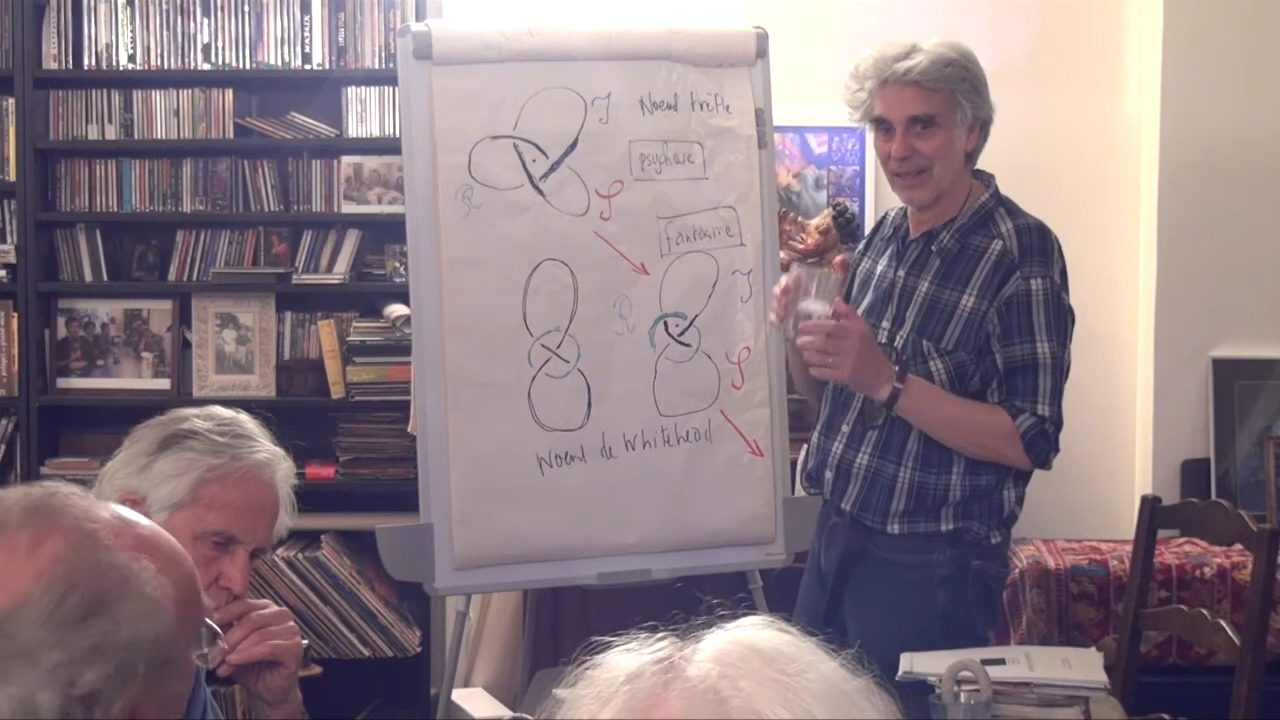 J Noeud trèfle
psychose
R
S
fantasme
R
J
S
Noeud de Whitehead